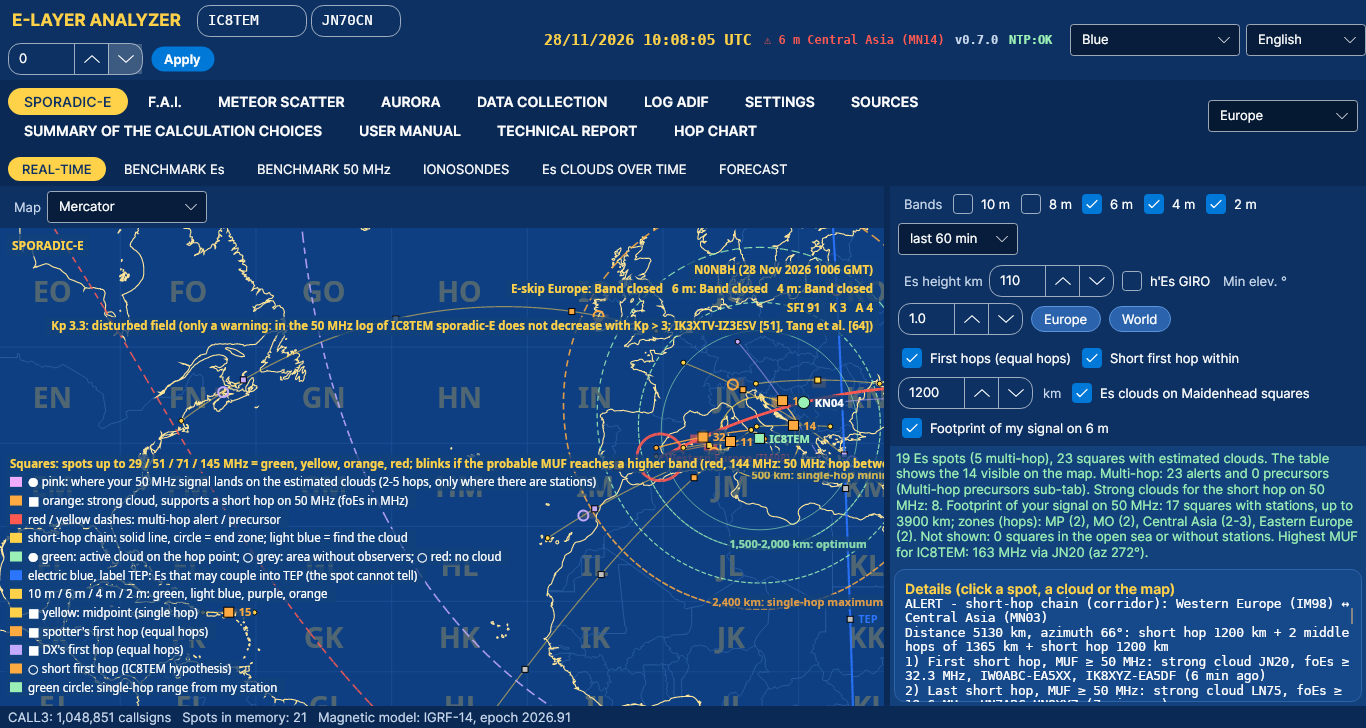 E-LAYER ANALYZER
IC8TEM
JN70CN
0
Apply
28/11/2026 10:08:05 UTC
⚠ 6 m Central Asia (MN14)
v0.7.0
NTP:OK
Blue
English
SPORADIC-E
F.A.I.
METEOR SCATTER
AURORA
DATA COLLECTION
LOG ADIF
SETTINGS
SOURCES
SUMMARY OF THE CALCULATION CHOICES
USER MANUAL
TECHNICAL REPORT
HOP CHART
Europe
REAL-TIME
BENCHMARK Es
BENCHMARK 50 MHz
IONOSONDES
Es CLOUDS OVER TIME
FORECAST
Map
Mercator
SPORADIC-E
N0NBH (28 Nov 2026 1006 GMT)
E-skip Europe: Band closed 6 m: Band closed 4 m: Band closed
SFI 91 K 3 A 4
Kp 3.3: disturbed field (only a warning: in the 50 MHz log of IC8TEM sporadic-E does not decrease with Kp > 3; IK3XTV-IZ3ESV [51], Tang et al. [64])
EO
FO
GO
HO
EN
FN
GN
HN
IN
JN
KN04
14
IC8TEM
32
11
Squares: spots up to 29 / 51 / 71 / 145 MHz = green, yellow, orange, red; blinks if the probable MUF reaches a higher band (red, 144 MHz: 50 MHz hop betwe
500 km: single-hop mini
● pink: where your 50 MHz signal lands on the estimated clouds (2-5 hops, only where there are stations)
■ orange: strong cloud, supports a short hop on 50 MHz (foEs in MHz)
red / yellow dashes: multi-hop alert / precursor
short-hop chain: solid line, circle = end zone; light blue = find the cloud
● green: active cloud on the hop point; ○ grey: area without observers; ○ red: no cloud
electric blue, label TEP: Es that may couple into TEP (the spot cannot tell)
10 m / 6 m / 4 m / 2 m: green, light blue, purple, orange
■ yellow: midpoint (single hop)
■ spotter's first hop (equal hops)
■ DX's first hop (equal hops)
○ short first hop (IC8TEM hypothesis)
green circle: single-hop range from my station
IM
JM
HL
IL
JL
KL
15
GK
HK
IK
JK
KK
1,500-2,000 km: optimum
2,400 km: single-hop maximum
TEP
Bands
10 m
8 m
6 m
4 m
2 m
last 60 min
Es height km
110
h'Es GIRO
Min elev. °
1.0
Europe
World
First hops (equal hops)
Short first hop within
1200
km
Es clouds on Maidenhead squares
Footprint of my signal on 6 m
19 Es spots (5 multi-hop), 23 squares with estimated clouds. The table
shows the 14 visible on the map. Multi-hop: 23 alerts and 0 precursors
(Multi-hop precursors sub-tab). Strong clouds for the short hop on 50
MHz: 8. Footprint of your signal on 50 MHz: 17 squares with stations, up to
3900 km; zones (hops): MP (2), MO (2), Central Asia (2-3), Eastern Europe
(2). Not shown: 0 squares in the open sea or without stations. Highest MUF
for IC8TEM: 163 MHz via JN20 (az 272°).
Details (click a spot, a cloud or the map)
ALERT - short-hop chain (corridor): Western Europe (IM98) ↔
Central Asia (MN03)
Distance 5130 km, azimuth 66°: short hop 1200 km + 2 middle
hops of 1365 km + short hop 1200 km
1) First short hop, MUF ≥ 50 MHz: strong cloud JN20, foEs ≥
32.3 MHz, IW0ABC-EA5XX, IK8XYZ-EA5DF (6 min ago)
2) Last short hop, MUF ≥ 50 MHz: strong cloud LN75, foEs ≥
CALL3: 1,048,851 callsigns
Spots in memory: 21
Magnetic model: IGRF-14, epoch 2026.91